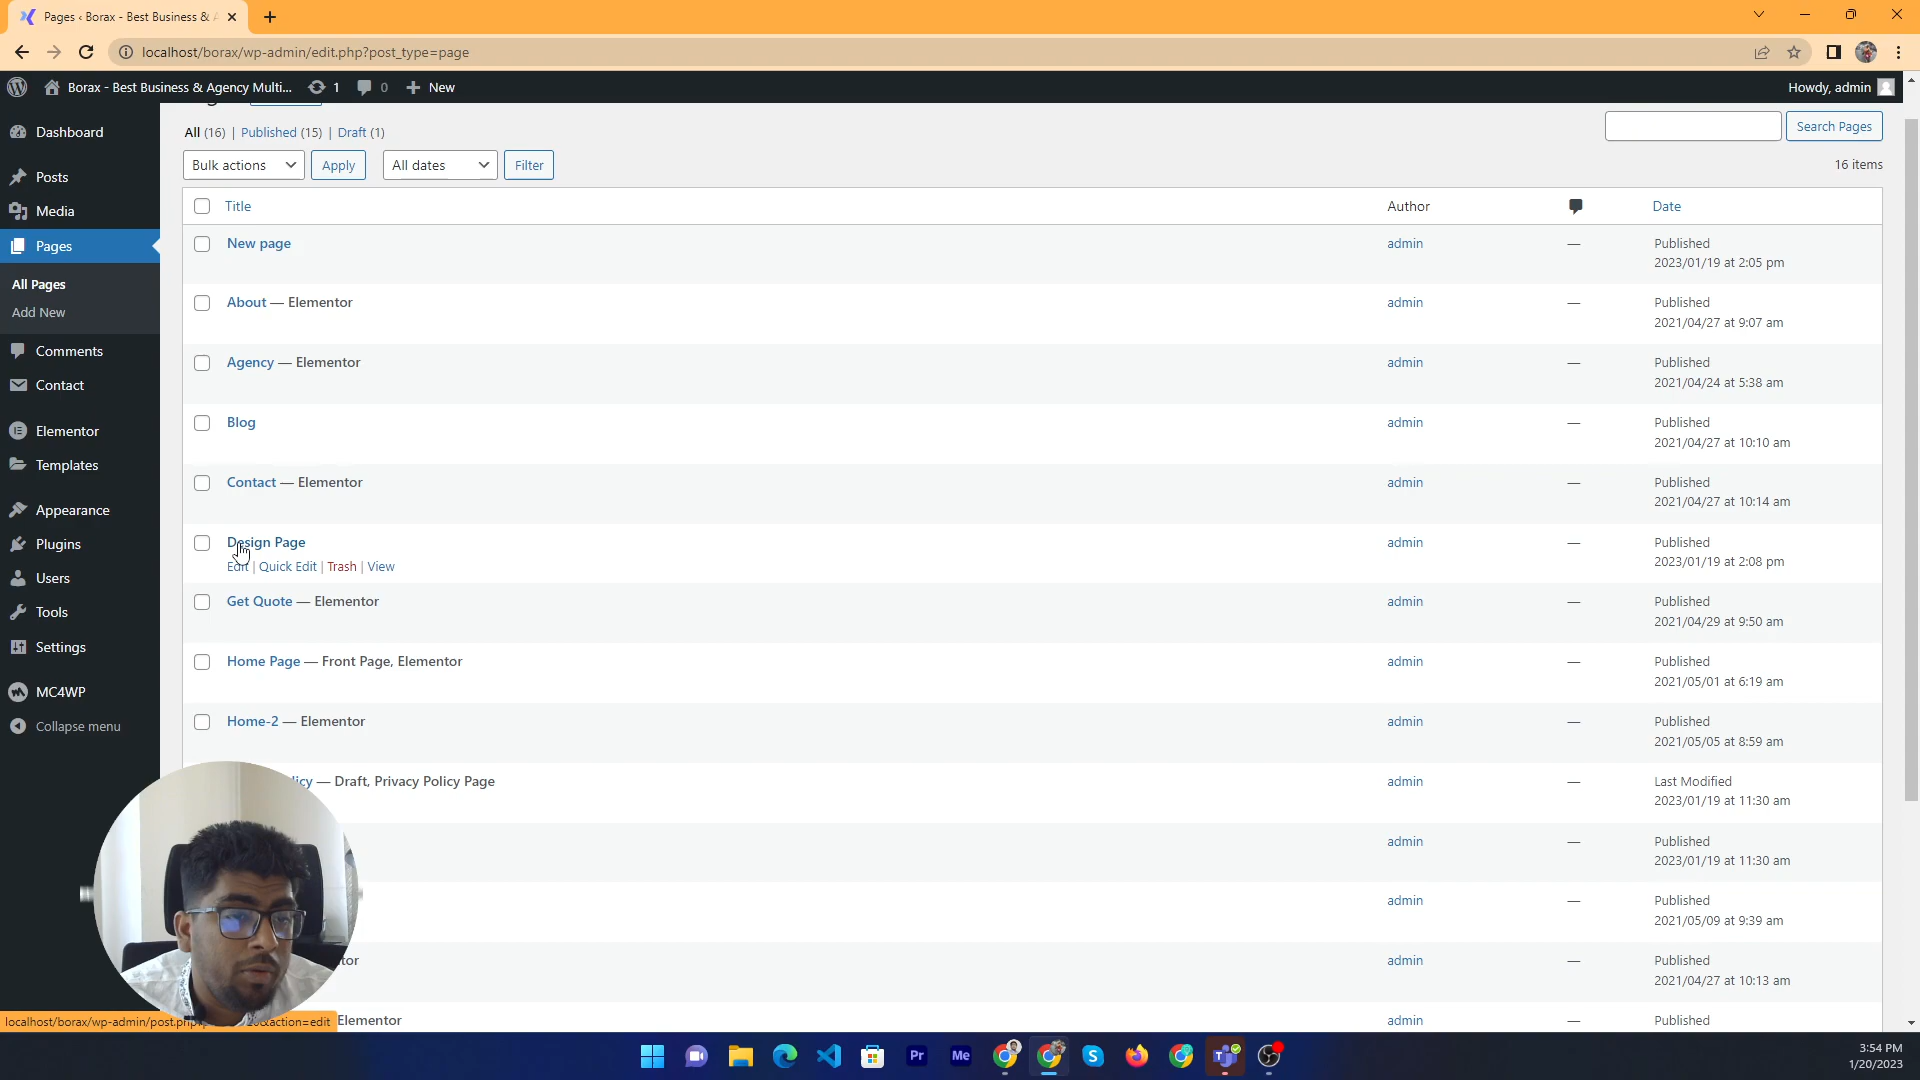 Pages ‹ Borax - Best Business &
localhost/borax/wp-admin/edit.php?post_type=page
Borax - Best Business & Agency Multi... 1 0 New
Howdy, admin
Dashboard
Posts
Media
Pages
All Pages
Add New
Comments
Contact
Elementor
Templates
Appearance
Plugins
Users
Tools
Settings
MC4WP
Collapse menu
All (16) | Published (15) | Draft (1)
Search Pages
Bulk actions Apply All dates Filter
16 items
Title Author Date
New page admin — Published
2023/01/19 at 2:05 pm
About — Elementor admin — Published
2021/04/27 at 9:07 am
Agency — Elementor admin — Published
2021/04/24 at 5:38 am
Blog admin — Published
2021/04/27 at 10:10 am
Contact — Elementor admin — Published
2021/04/27 at 10:14 am
Design Page admin — Published
Edit | Quick Edit | Trash | View 2023/01/19 at 2:08 pm
Get Quote — Elementor admin — Published
2021/04/29 at 9:50 am
Home Page — Front Page, Elementor admin — Published
2021/05/01 at 6:19 am
Home-2 — Elementor admin — Published
2021/05/05 at 8:59 am
— Draft, Privacy Policy Page admin — Last Modified
2023/01/19 at 11:30 am
admin — Published
2023/01/19 at 11:30 am
admin — Published
2021/05/09 at 9:39 am
admin — Published
2021/04/27 at 10:13 am
Elementor admin — Published
localhost/borax/wp-admin/post.php &action=edit
Pr Me
3:54 PM
1/20/2023